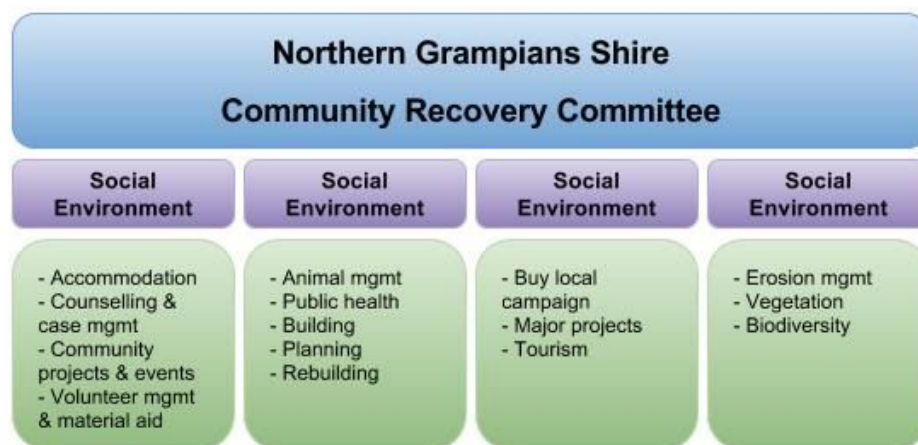 Northern Grampians Shire
Community Recovery Committee
Social
Environment
Social
Environment
Social
Environment
Social
Environment
- Accommodation
- Counselling &
case mgmt
- Community
projects & events
- Volunteer mgmt
& material aid
- Animal mgmt
- Public health
- Building
- Planning
- Rebuilding
- Buy local
campaign
- Major projects
- Tourism
- Erosion mgmt
- Vegetation
- Biodiversity